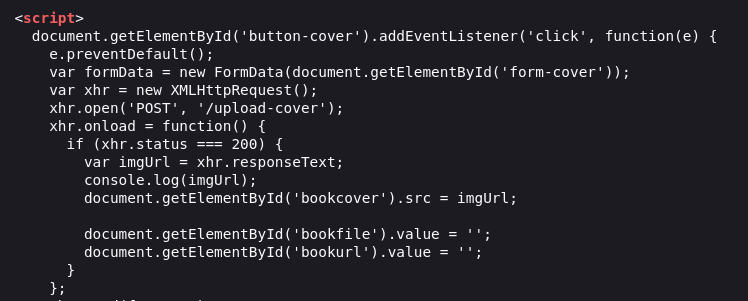 <script>
document.getElementById('button-cover').addEventListener('click', function(e) {
e.preventDefault();
var formData = new FormData(document.getElementById('form-cover'));
var xhr = new XMLHttpRequest();
xhr.open('POST', '/upload-cover');
xhr.onload = function() {
if (xhr.status === 200) {
var imgUrl = xhr.responseText;
console.log(imgUrl);
document.getElementById('bookcover').src = imgUrl;
document.getElementById('bookfile').value = '';
document.getElementById('bookurl').value = '';
}
};